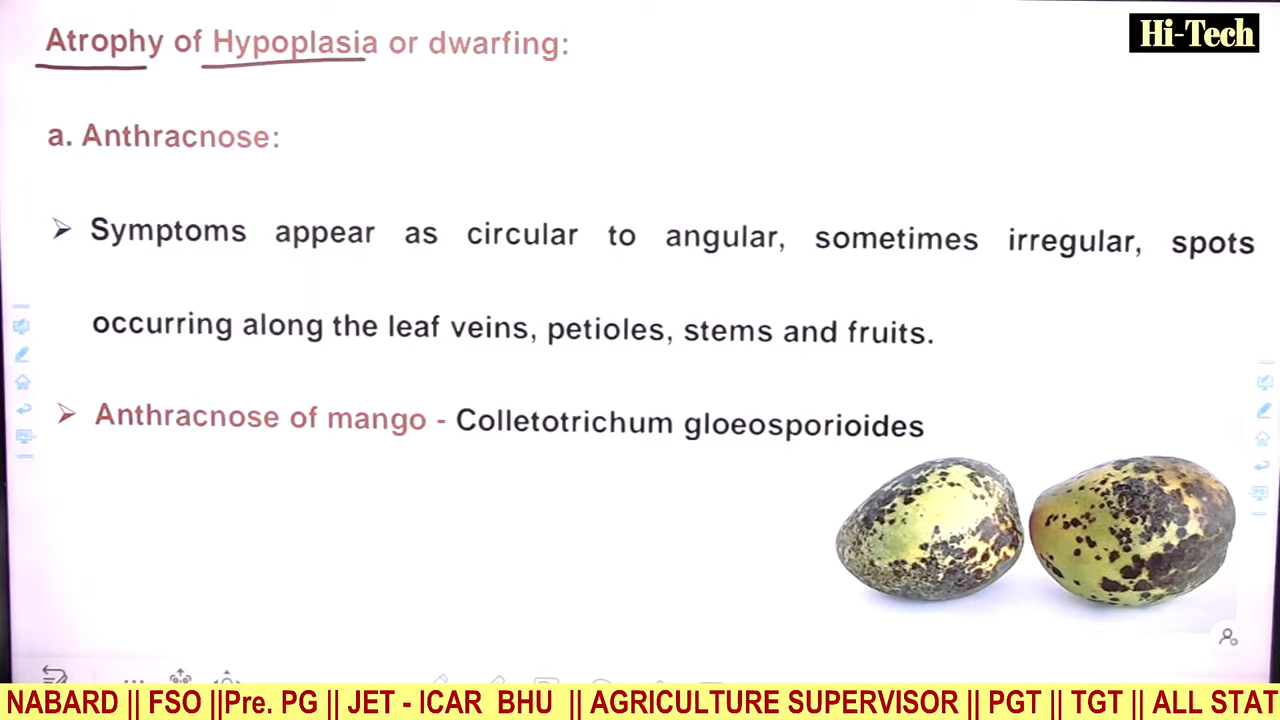 Atrophy of Hypoplasia or dwarfing:
Hi-Tech
a. Anthracnose:
Symptoms appear as circular to angular, sometimes irregular, spots
occurring along the leaf veins, petioles, stems and fruits.
Anthracnose of mango - Colletotrichum gloeosporioides
NABARD || FSO ||Pre. PG || JET - ICAR BHU || AGRICULTURE SUPERVISOR || PGT || TGT || ALL STAT